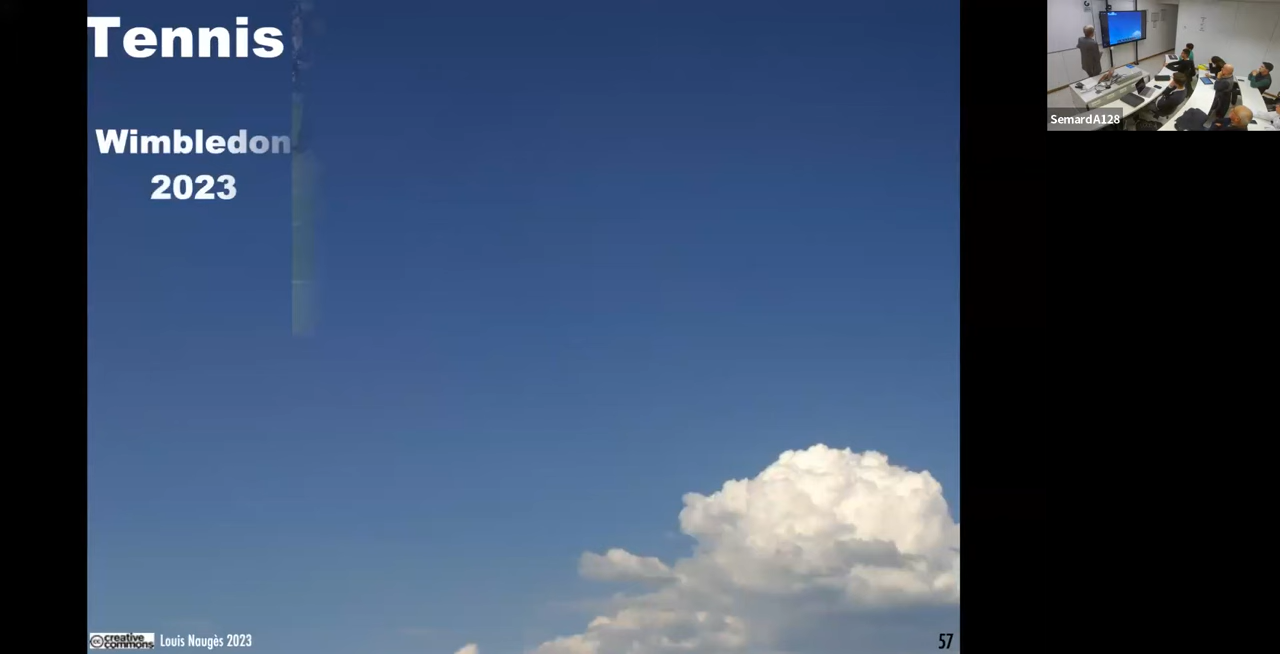 Tennis
Wimbledon
2023
creative commons Louis Naugès 2023
57
SemardA128